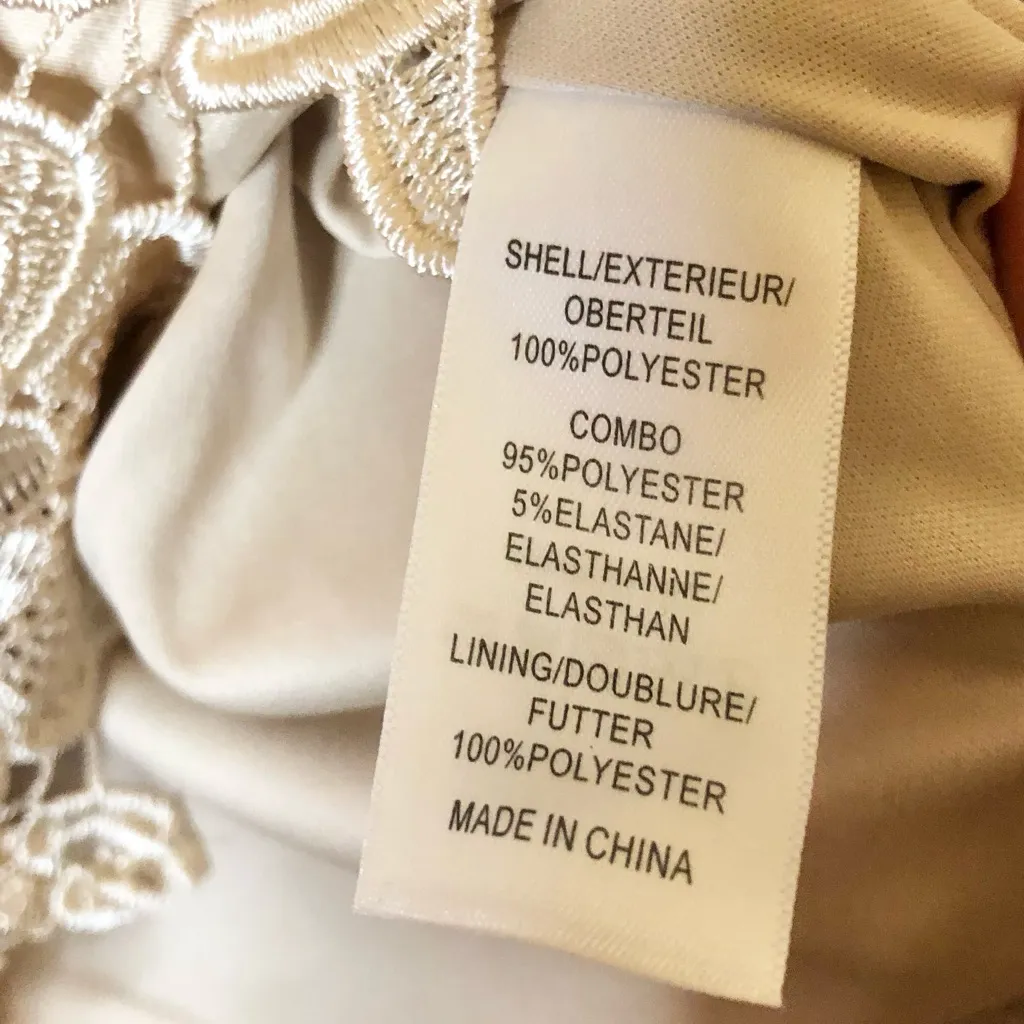 SHELL/EXTERIEUR/
OBERTEIL
100%POLYESTER
COMBO
95%POLYESTER
5%ELASTANE/
ELASTHANNE/
ELASTHAN
LINING/DOUBLURE/
FUTTER
100%POLYESTER
MADE IN CHINA